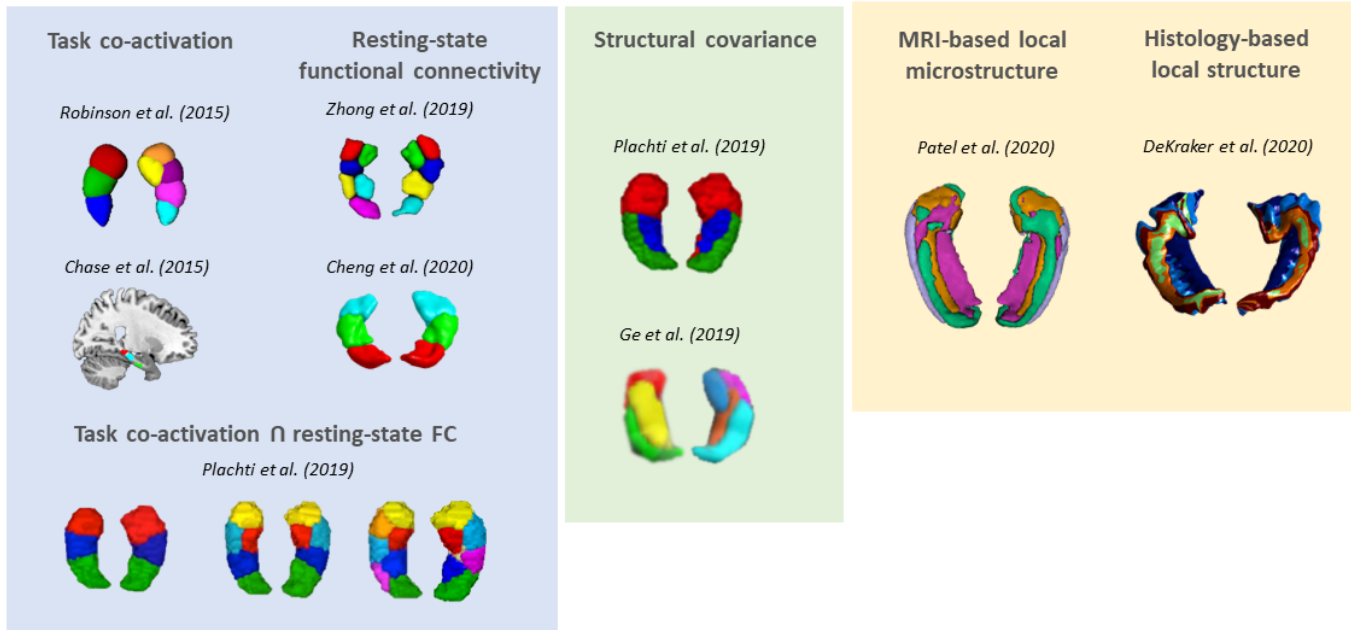 Task co-activation
Robinson et al. (2015)
Chase et al. (2015)
Resting-state
functional connectivity
Zhong et al. (2019)
Cheng et al. (2020)
Task co-activation ∩ resting-state FC
Plachti et al. (2019)
Structural covariance
Plachti et al. (2019)
Ge et al. (2019)
MRI-based local
microstructure
Patel et al. (2020)
Histology-based
local structure
DeKraker et al. (2020)